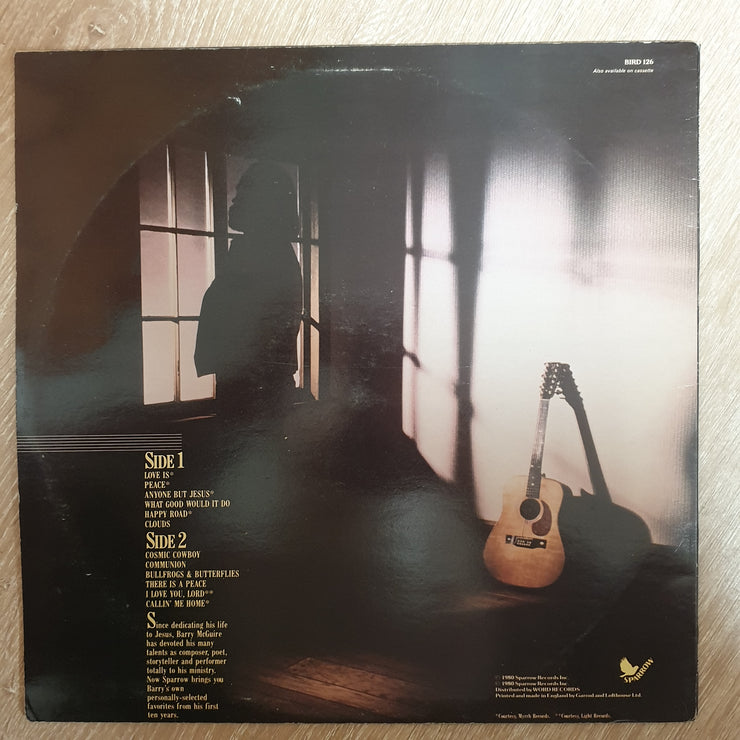 BIRD 126
Also available on cassette
SIDE 1
LOVE IS*
PEACE*
ANYONE BUT JESUS*
WHAT GOOD WOULD IT DO
HAPPY ROAD*
CLOUDS
SIDE 2
COSMIC COWBOY
COMMUNION
BULLFROGS & BUTTERFLIES
THERE IS A PEACE
I LOVE YOU, LORD**
CALLIN' ME HOME*
Since dedicating his life
to Jesus, Barry McGuire
has devoted his many
talents as composer, poet,
storyteller and performer
totally to his ministry.
Now Sparrow brings you
Barry's own
personally-selected
favorites from his first
ten years.
SPARROW
℗ 1980 Sparrow Records Inc.
© 1980 Sparrow Records Inc.
Distributed by WORD RECORDS
Printed and made in England by Garrod and Lofthouse Ltd.
*Courtesy, Myrrh Records. **Courtesy, Light Records.